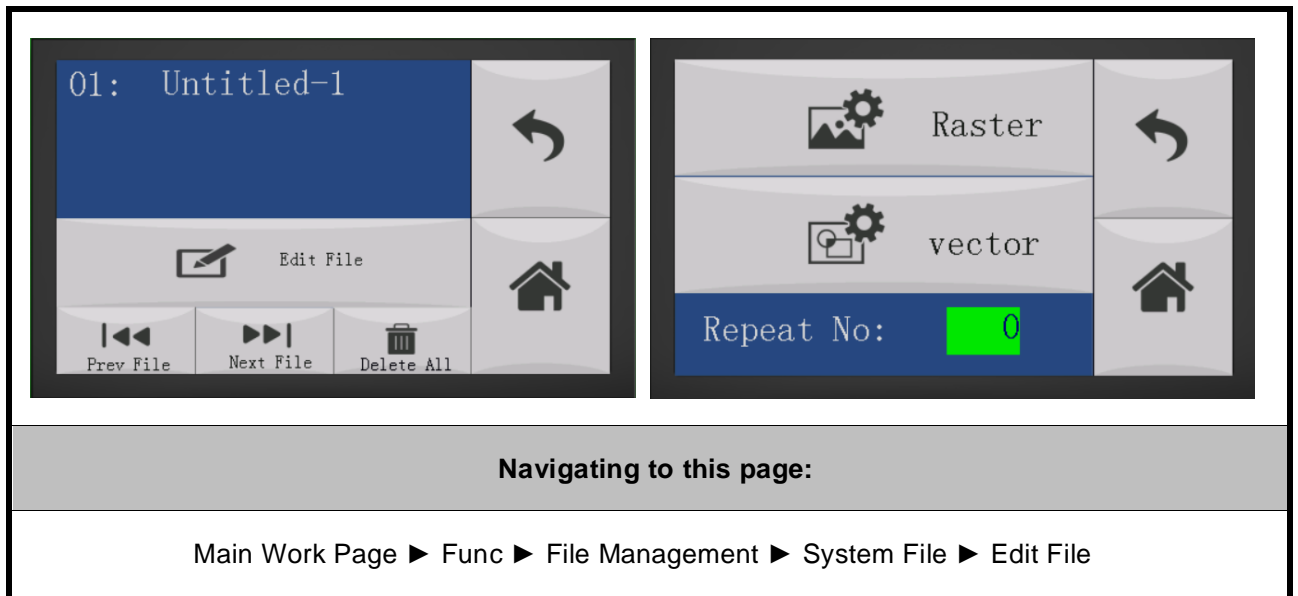 01: Untitled-1
Edit File
Prev File Next File Delete All
Raster
vector
Repeat No: 0
Navigating to this page:
Main Work Page ► Func ► File Management ► System File ► Edit File